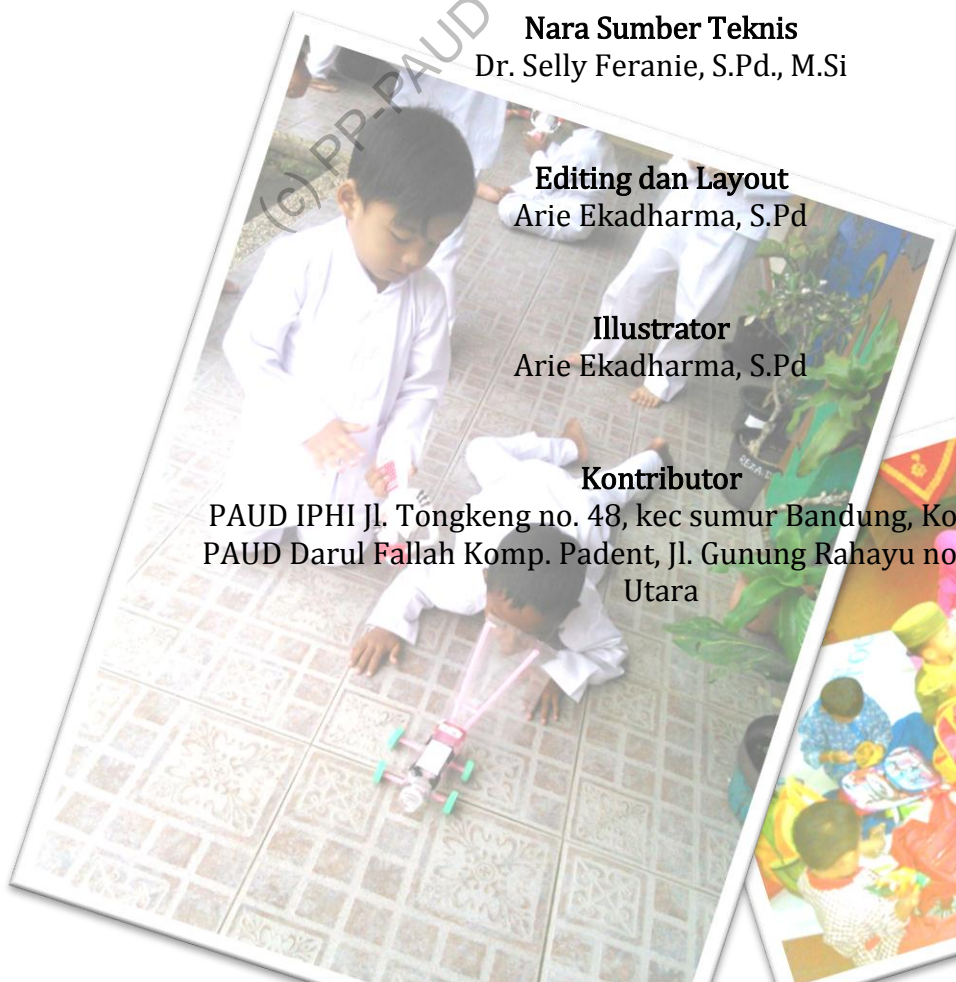 Nara Sumber Teknis
Dr. Selly Feranie, S.Pd., M.Si
(c) PP-PAUD
Editing dan Layout
Arie Ekadharma, S.Pd
Illustrator
Arie Ekadharma, S.Pd
Kontributor
PAUD IPHI Jl. Tongkeng no. 48, kec sumur Bandung, Ko
PAUD Darul Fallah Komp. Padent, Jl. Gunung Rahayu no
Utara